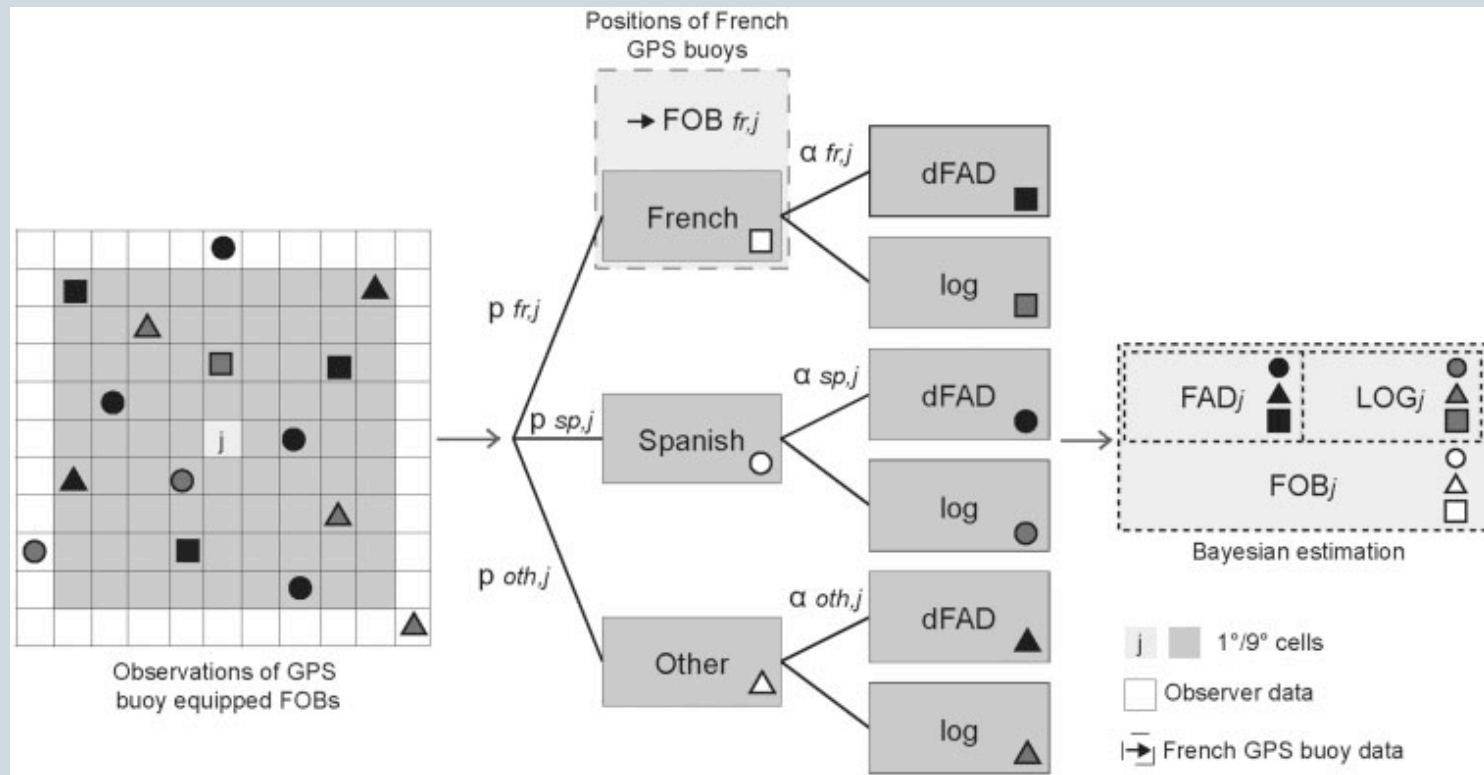 Positions of French
GPS buoys
FOB fr,j
French
p fr,j
α fr,j
dFAD
log
j
p sp,j
Spanish
α sp,j
dFAD
log
p oth,j
Other
α oth,j
dFAD
log
Observations of GPS
buoy equipped FOBs
FADj
LOGj
FOBj
Bayesian estimation
j 1°/9° cells
Observer data
French GPS buoy data